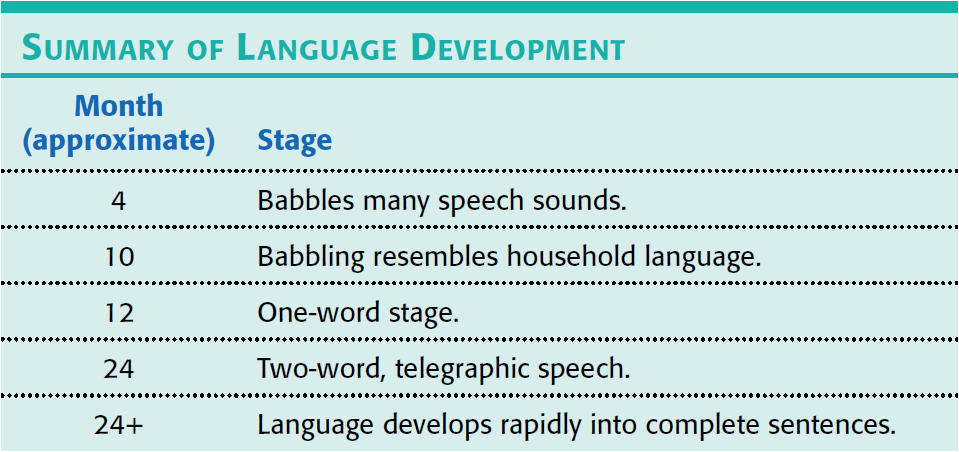 SUMMARY OF LANGUAGE DEVELOPMENT
Month
(approximate) Stage
4 Babbles many speech sounds.
10 Babbling resembles household language.
12 One-word stage.
24 Two-word, telegraphic speech.
24+ Language develops rapidly into complete sentences.